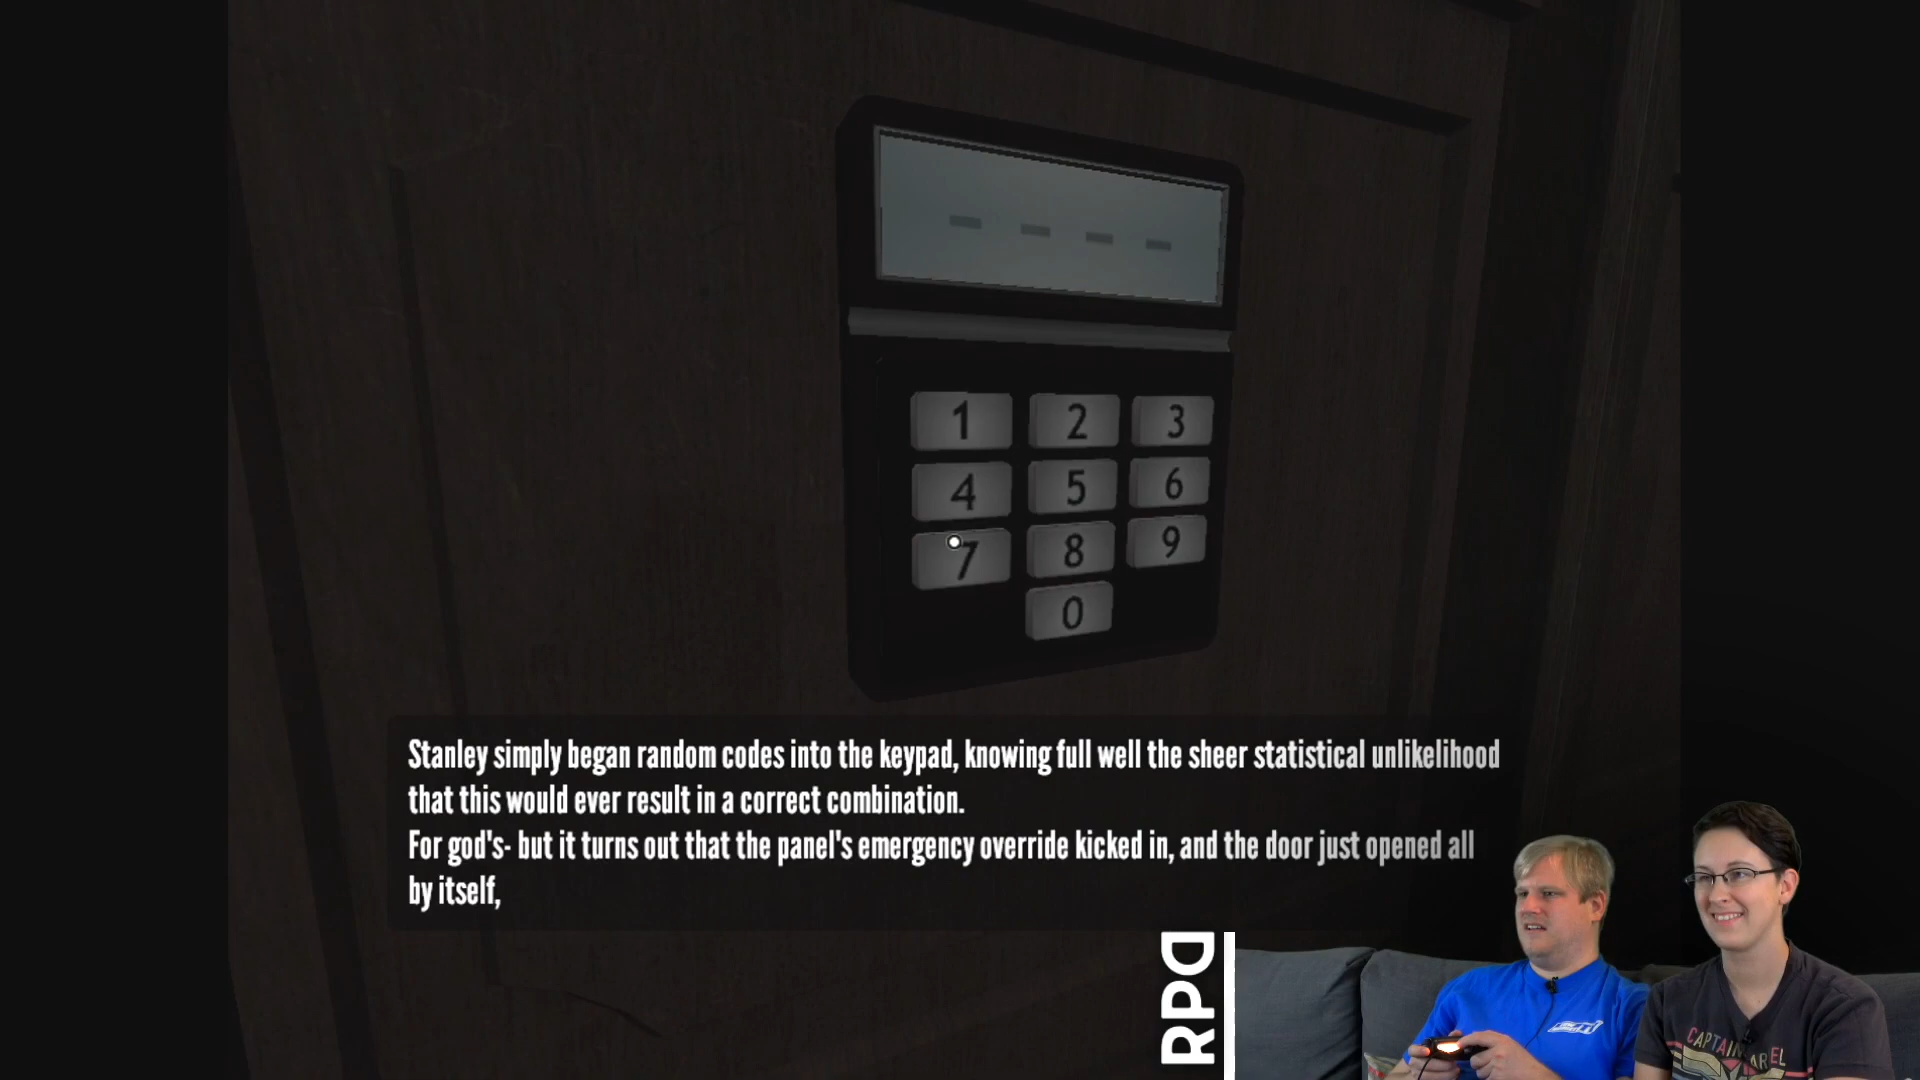 1 2 3
4 5 6
7 8 9
0
Stanley simply began random codes into the keypad, knowing full well the sheer statistical unlikelihood
that this would ever result in a correct combination.
For god's- but it turns out that the panel's emergency override kicked in, and the door just opened all
by itself,
RPD